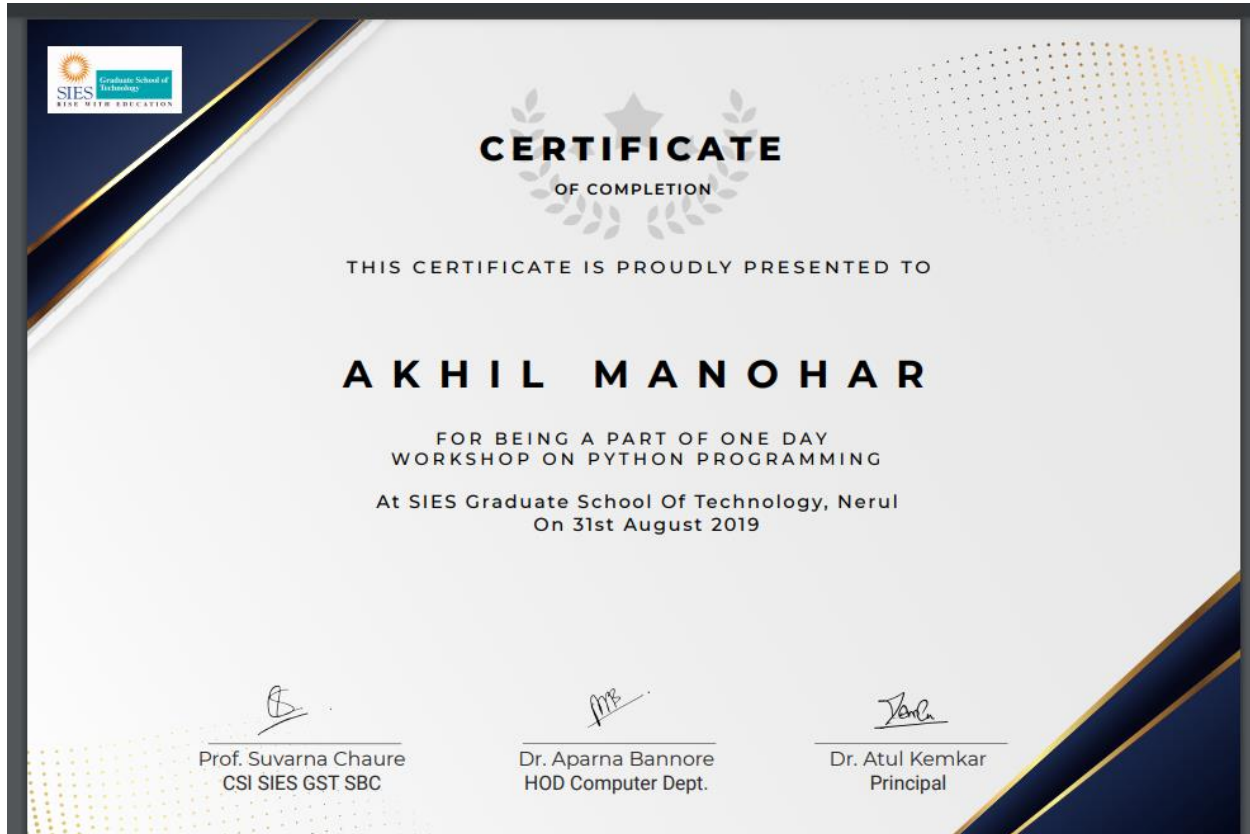 SIES
Graduate School of
Technology
RISE WITH EDUCATION
CERTIFICATE
OF COMPLETION
THIS CERTIFICATE IS PROUDLY PRESENTED TO
AKHIL MANOHAR
FOR BEING A PART OF ONE DAY
WORKSHOP ON PYTHON PROGRAMMING
At SIES Graduate School Of Technology, Nerul
On 31st August 2019
Prof. Suvarna Chaure
CSI SIES GST SBC
Dr. Aparna Bannore
HOD Computer Dept.
Dr. Atul Kemkar
Principal